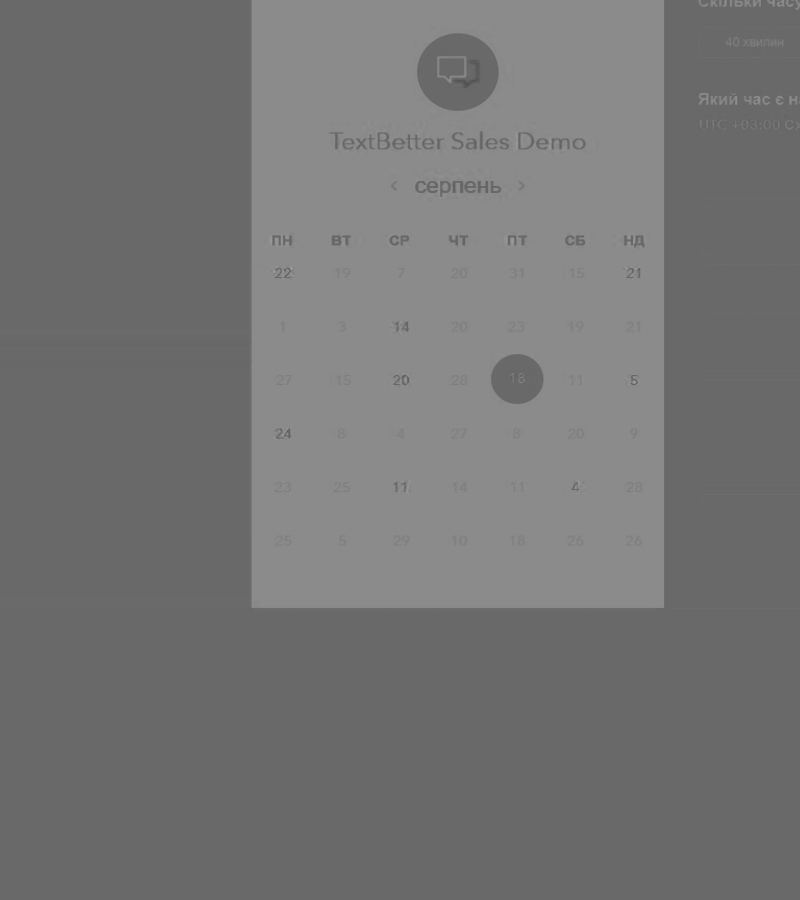 Скільки часу
40 хвилин
Який час є
UTC +03:00
TextBetter Sales Demo
серпень
ПН ВТ СР ЧТ ПТ СБ НД
22 19 7 20 31 15 21
1 3 14 20 23 19 21
27 15 20 28 18 11 5
24 8 4 27 8 20 9
23 25 11 14 11 4 28
25 5 29 10 18 26 26